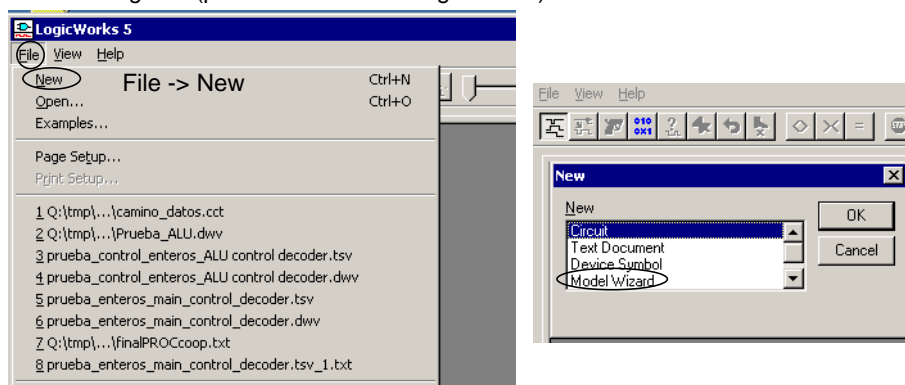 LogicWorks 5
File View Help
New Ctrl+N
File -> New
Open... Ctrl+O
Examples...
Page Setup...
Print Setup...
1 Q:\tmp\...\camino_datos.cct
2 Q:\tmp\...\Prueba_ALU.dwv
3 prueba_control_enteros_ALU control decoder.tsv
4 prueba_control_enteros_ALU control decoder.dwv
5 prueba_enteros_main_control_decoder.tsv
6 prueba_enteros_main_control_decoder.dwv
7 Q:\tmp\...\finalPROCcoop.txt
8 prueba_enteros_main_control_decoder.tsv_1.txt
File View Help
010
0X1
New
New
Circuit
Text Document
Device Symbol
Model Wizard
OK
Cancel